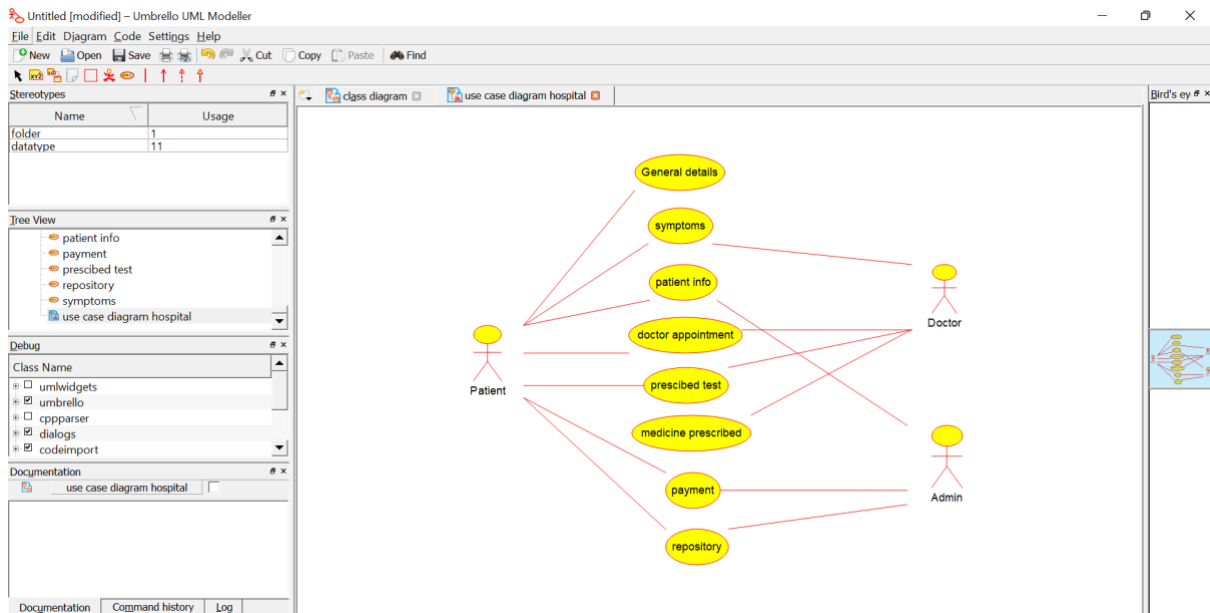 Untitled [modified] – Umbrello UML Modeller
File Edit Diagram Code Settings Help
New Open Save Cut Copy Paste Find
Stereotypes
Name Usage
folder 1
datatype 11
Tree View
patient info
payment
prescibed test
repository
symptoms
use case diagram hospital
Debug
Class Name
umlwidgets
umbrello
cppparser
dialogs
codeimport
Documentation
use case diagram hospital
Documentation Command history Log
class diagram use case diagram hospital
General details
symptoms
patient info
doctor appointment
prescibed test
medicine prescribed
payment
repository
Patient
Doctor
Admin
Bird's ey